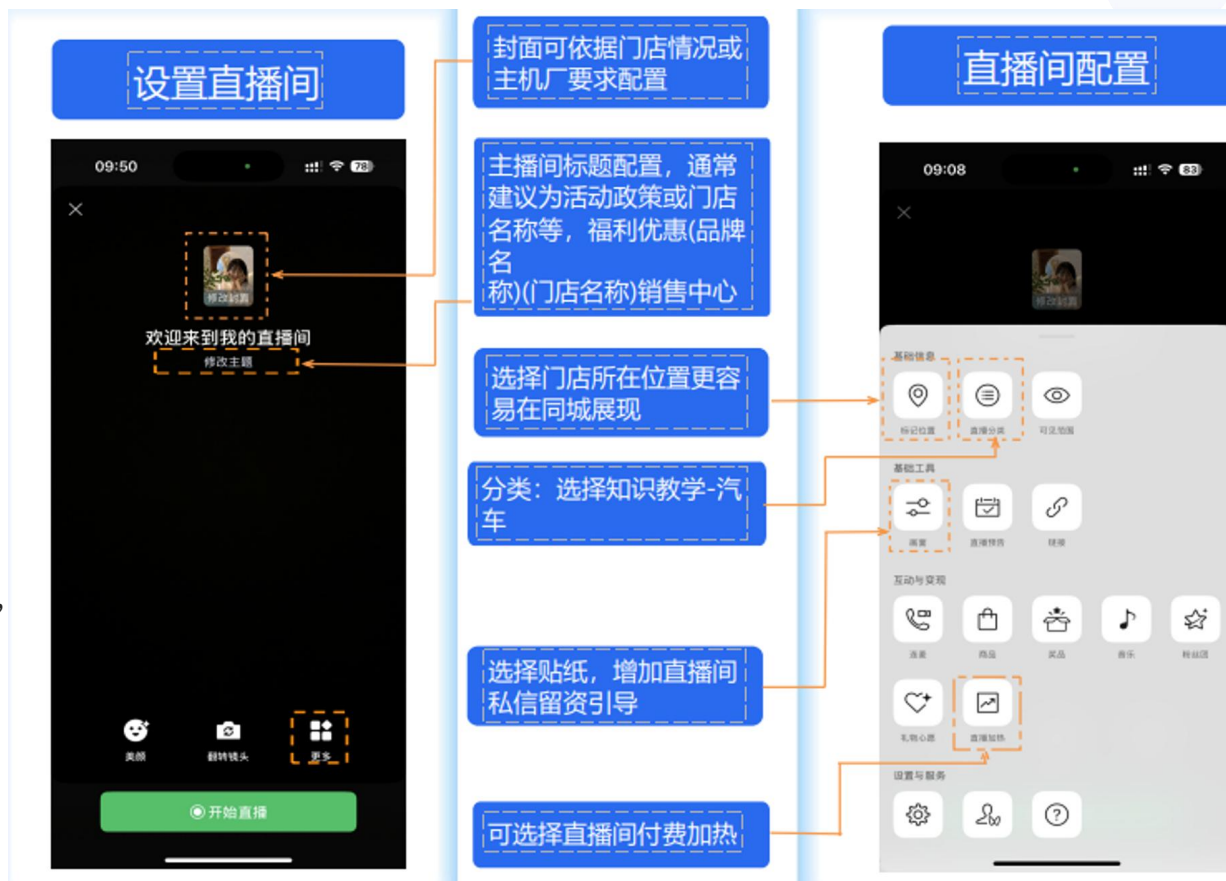 设置直播间
09:50
78
修改封面
欢迎来到我的直播间
修改主题
美颜
翻转镜头
更多
开始直播
封面可依据门店情况或
主机厂要求配置
主播间标题配置，通常
建议为活动政策或门店
名称等，福利优惠(品牌
名
称)(门店名称)销售中心
选择门店所在位置更容
易在同城展现
分类：选择知识教学-汽
车
选择贴纸，增加直播间
私信留资引导
可选择直播间付费加热
直播间配置
09:08
83
修改封面
基础信息
标记位置
直播分类
可见范围
基础工具
画面
直播预告
链接
互动与变现
连麦
商品
奖品
音乐
粉丝团
礼物心愿
直播加热
设置与服务
,